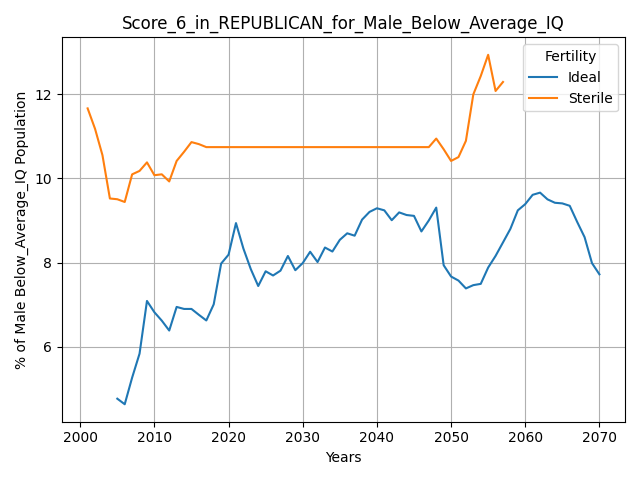 Score_6_in_REPUBLICAN_for_Male_Below_Average_IQ
Fertility
Ideal
Sterile
% of Male Below_Average_IQ Population
12
10
8
6
2000 2010 2020 2030 2040 2050 2060 2070
Years